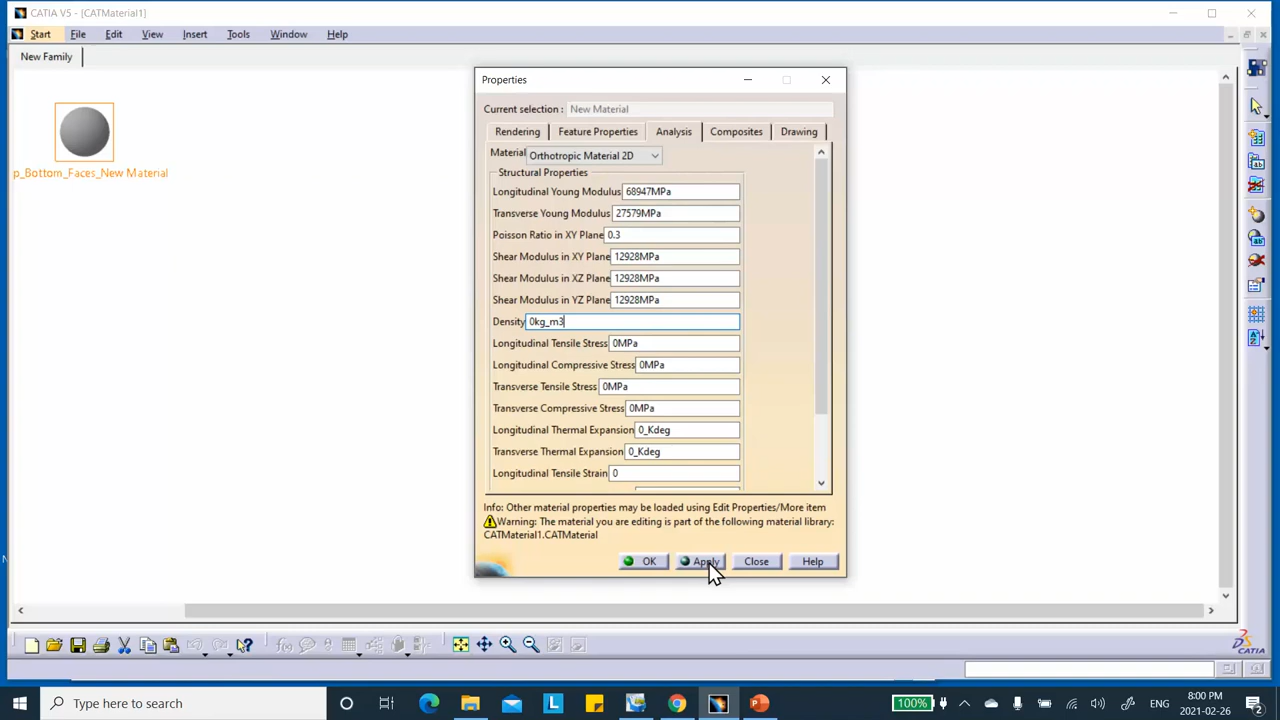 CATIA V5 - [CATMaterial1]
Start File Edit View Insert Tools Window Help
New Family
p_Bottom_Faces_New Material
Properties
Current selection : New Material
Rendering Feature Properties Analysis Composites Drawing
Material Orthotropic Material 2D
Structural Properties
Longitudinal Young Modulus 68947MPa
Transverse Young Modulus 27579MPa
Poisson Ratio in XY Plane 0.3
Shear Modulus in XY Plane 12928MPa
Shear Modulus in XZ Plane 12928MPa
Shear Modulus in YZ Plane 12928MPa
Density 0kg_m3
Longitudinal Tensile Stress 0MPa
Longitudinal Compressive Stress 0MPa
Transverse Tensile Stress 0MPa
Transverse Compressive Stress 0MPa
Longitudinal Thermal Expansion 0_Kdeg
Transverse Thermal Expansion 0_Kdeg
Longitudinal Tensile Strain 0
Info: Other material properties may be loaded using Edit Properties/More item
Warning: The material you are editing is part of the following material library:
CATMaterial1.CATMaterial
OK Apply Close Help
CATIA
Type here to search
100% ENG 8:00 PM
2021-02-26
2